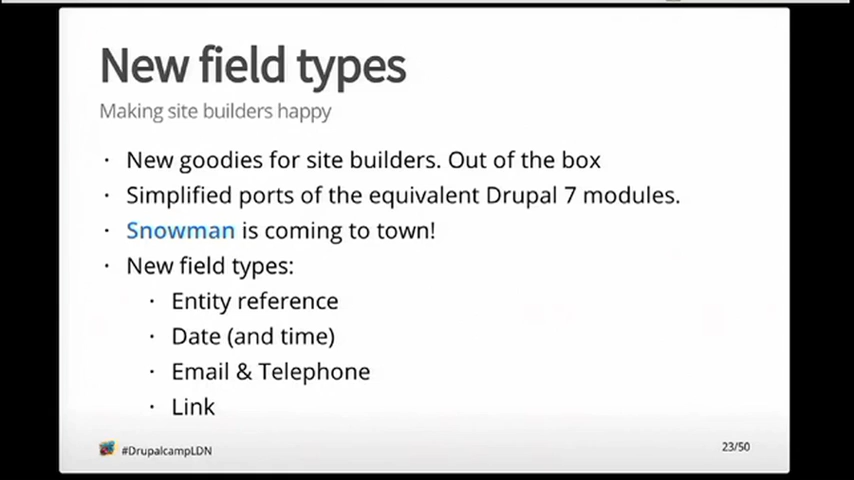 New field types
Making site builders happy
· New goodies for site builders. Out of the box
· Simplified ports of the equivalent Drupal 7 modules.
· Snowman is coming to town!
· New field types:
· Entity reference
· Date (and time)
· Email & Telephone
· Link
#DrupalcampLDN
23/50